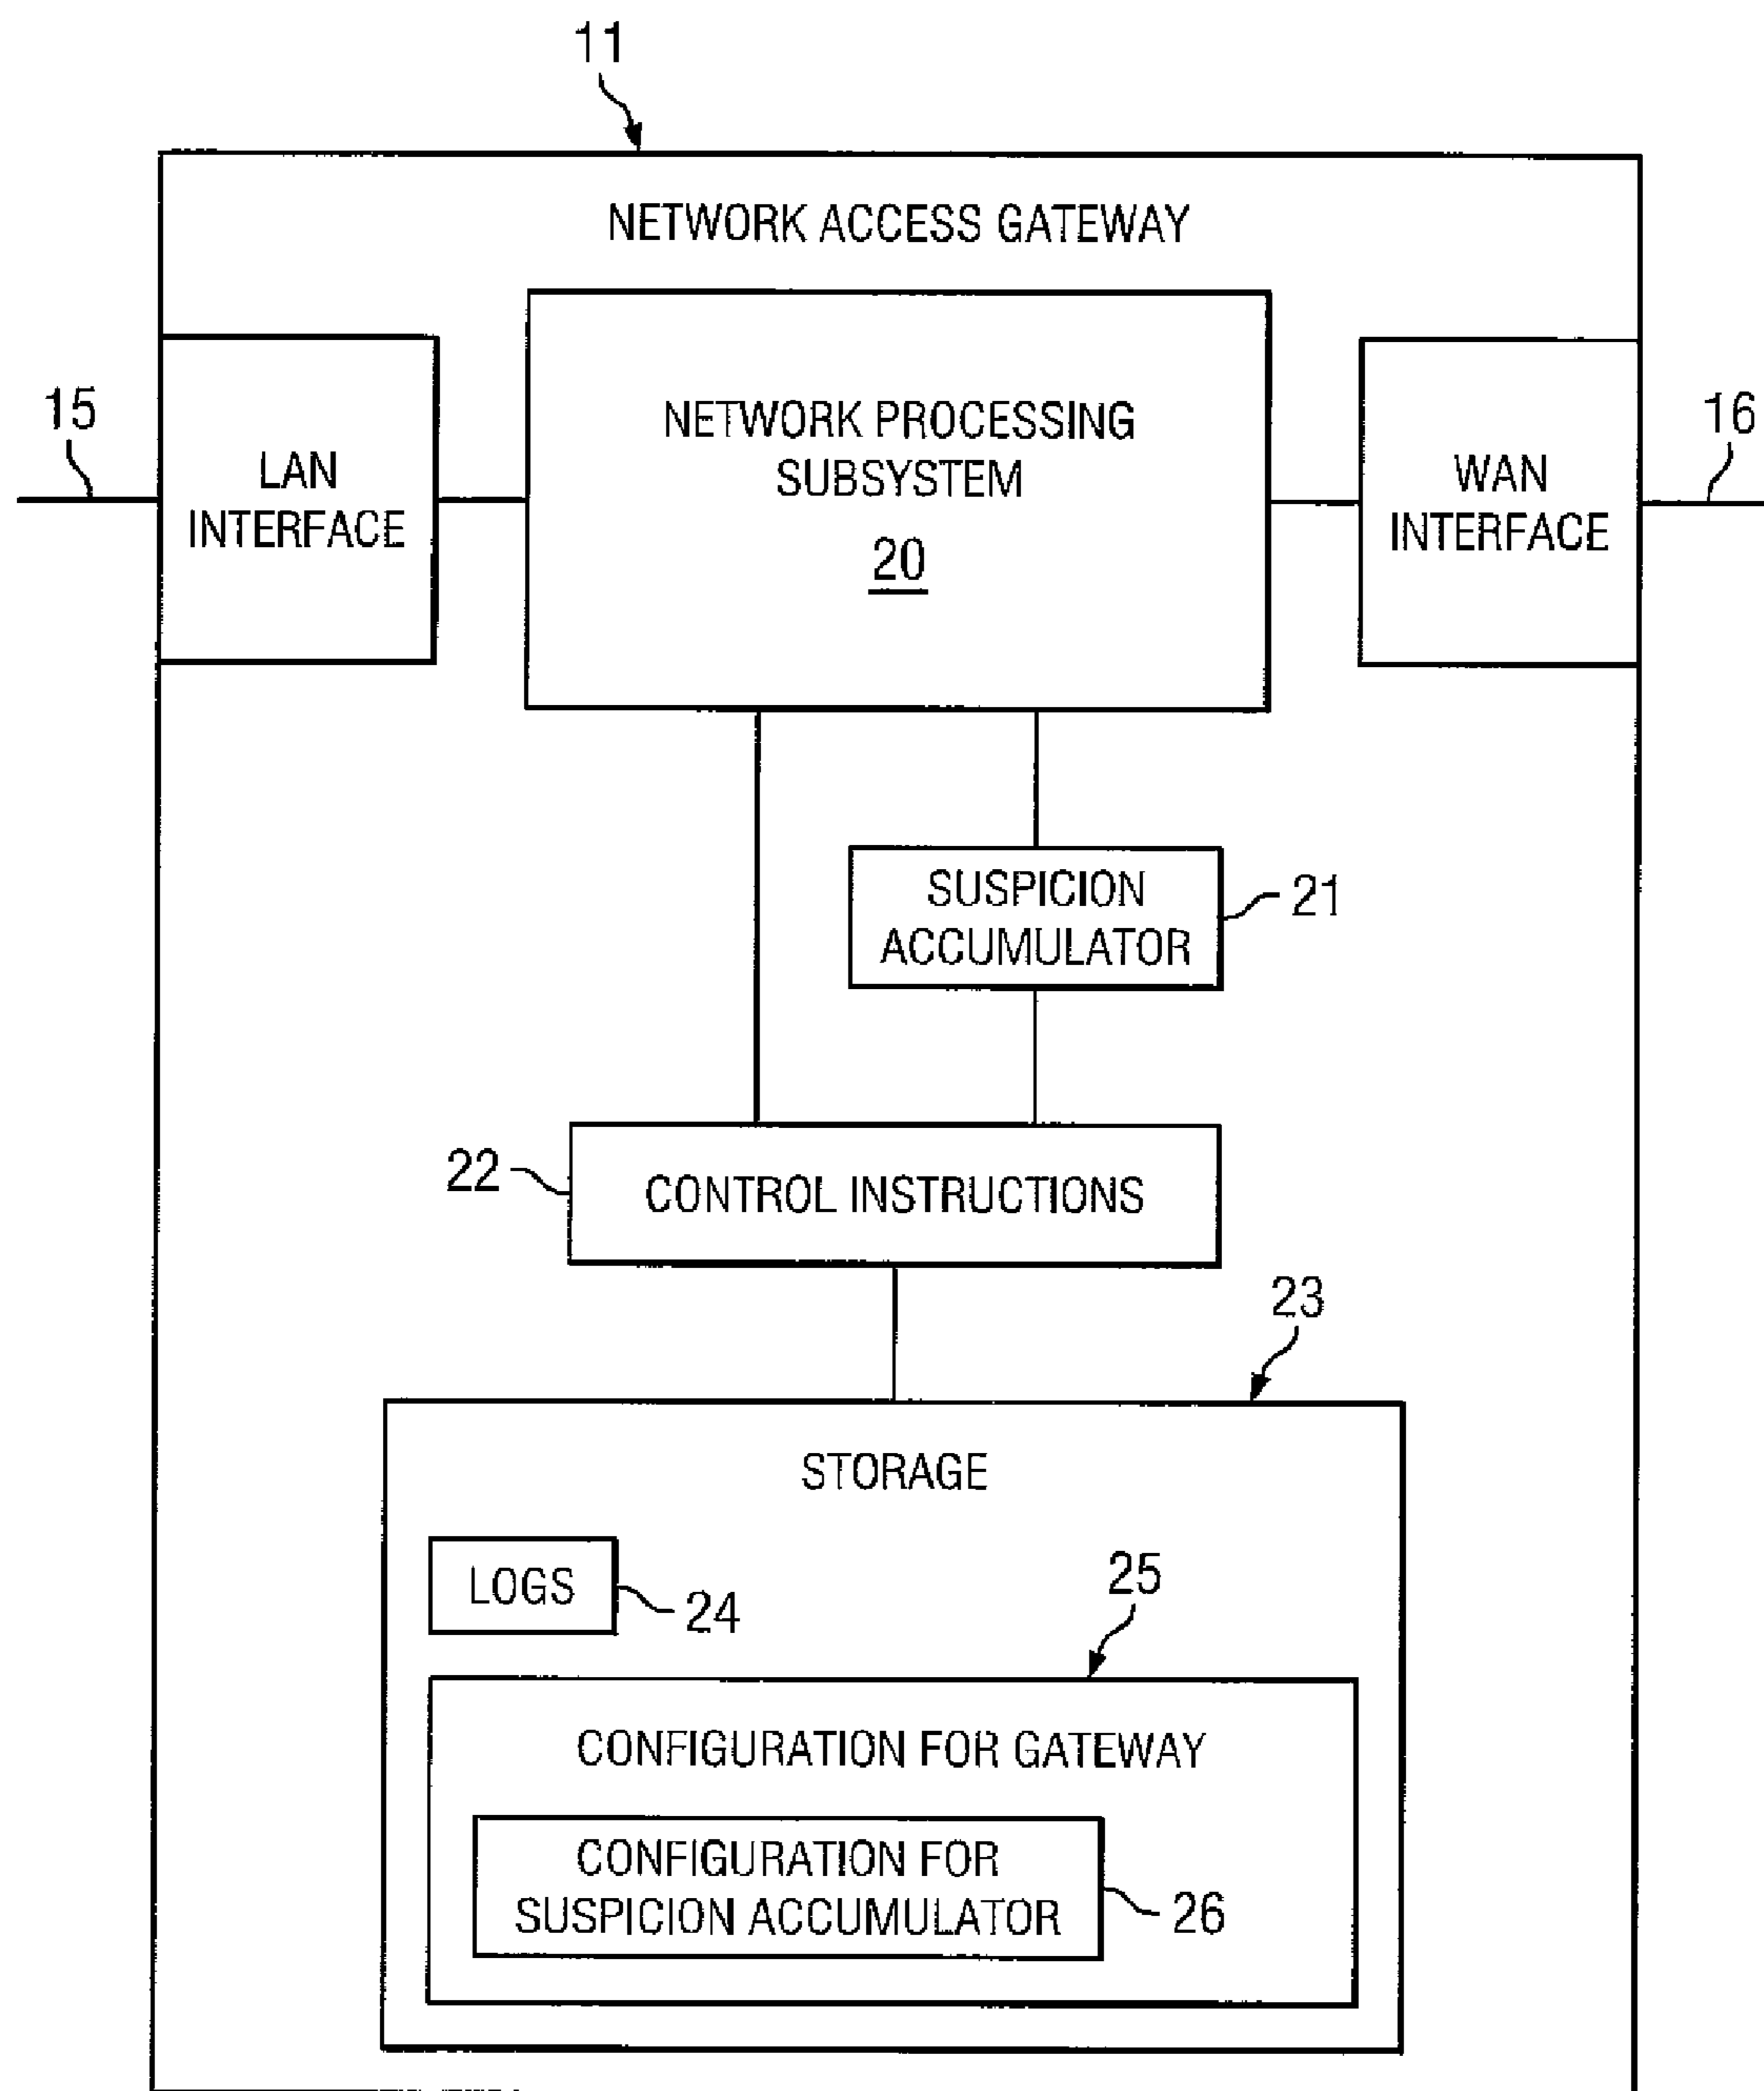 11
NETWORK ACCESS GATEWAY
15
LAN
INTERFACE
NETWORK PROCESSING
SUBSYSTEM
20
WAN
INTERFACE
16
SUSPICION
ACCUMULATOR
21
22
CONTROL INSTRUCTIONS
23
STORAGE
LOGS
24
25
CONFIGURATION FOR GATEWAY
CONFIGURATION FOR
SUSPICION ACCUMULATOR
26